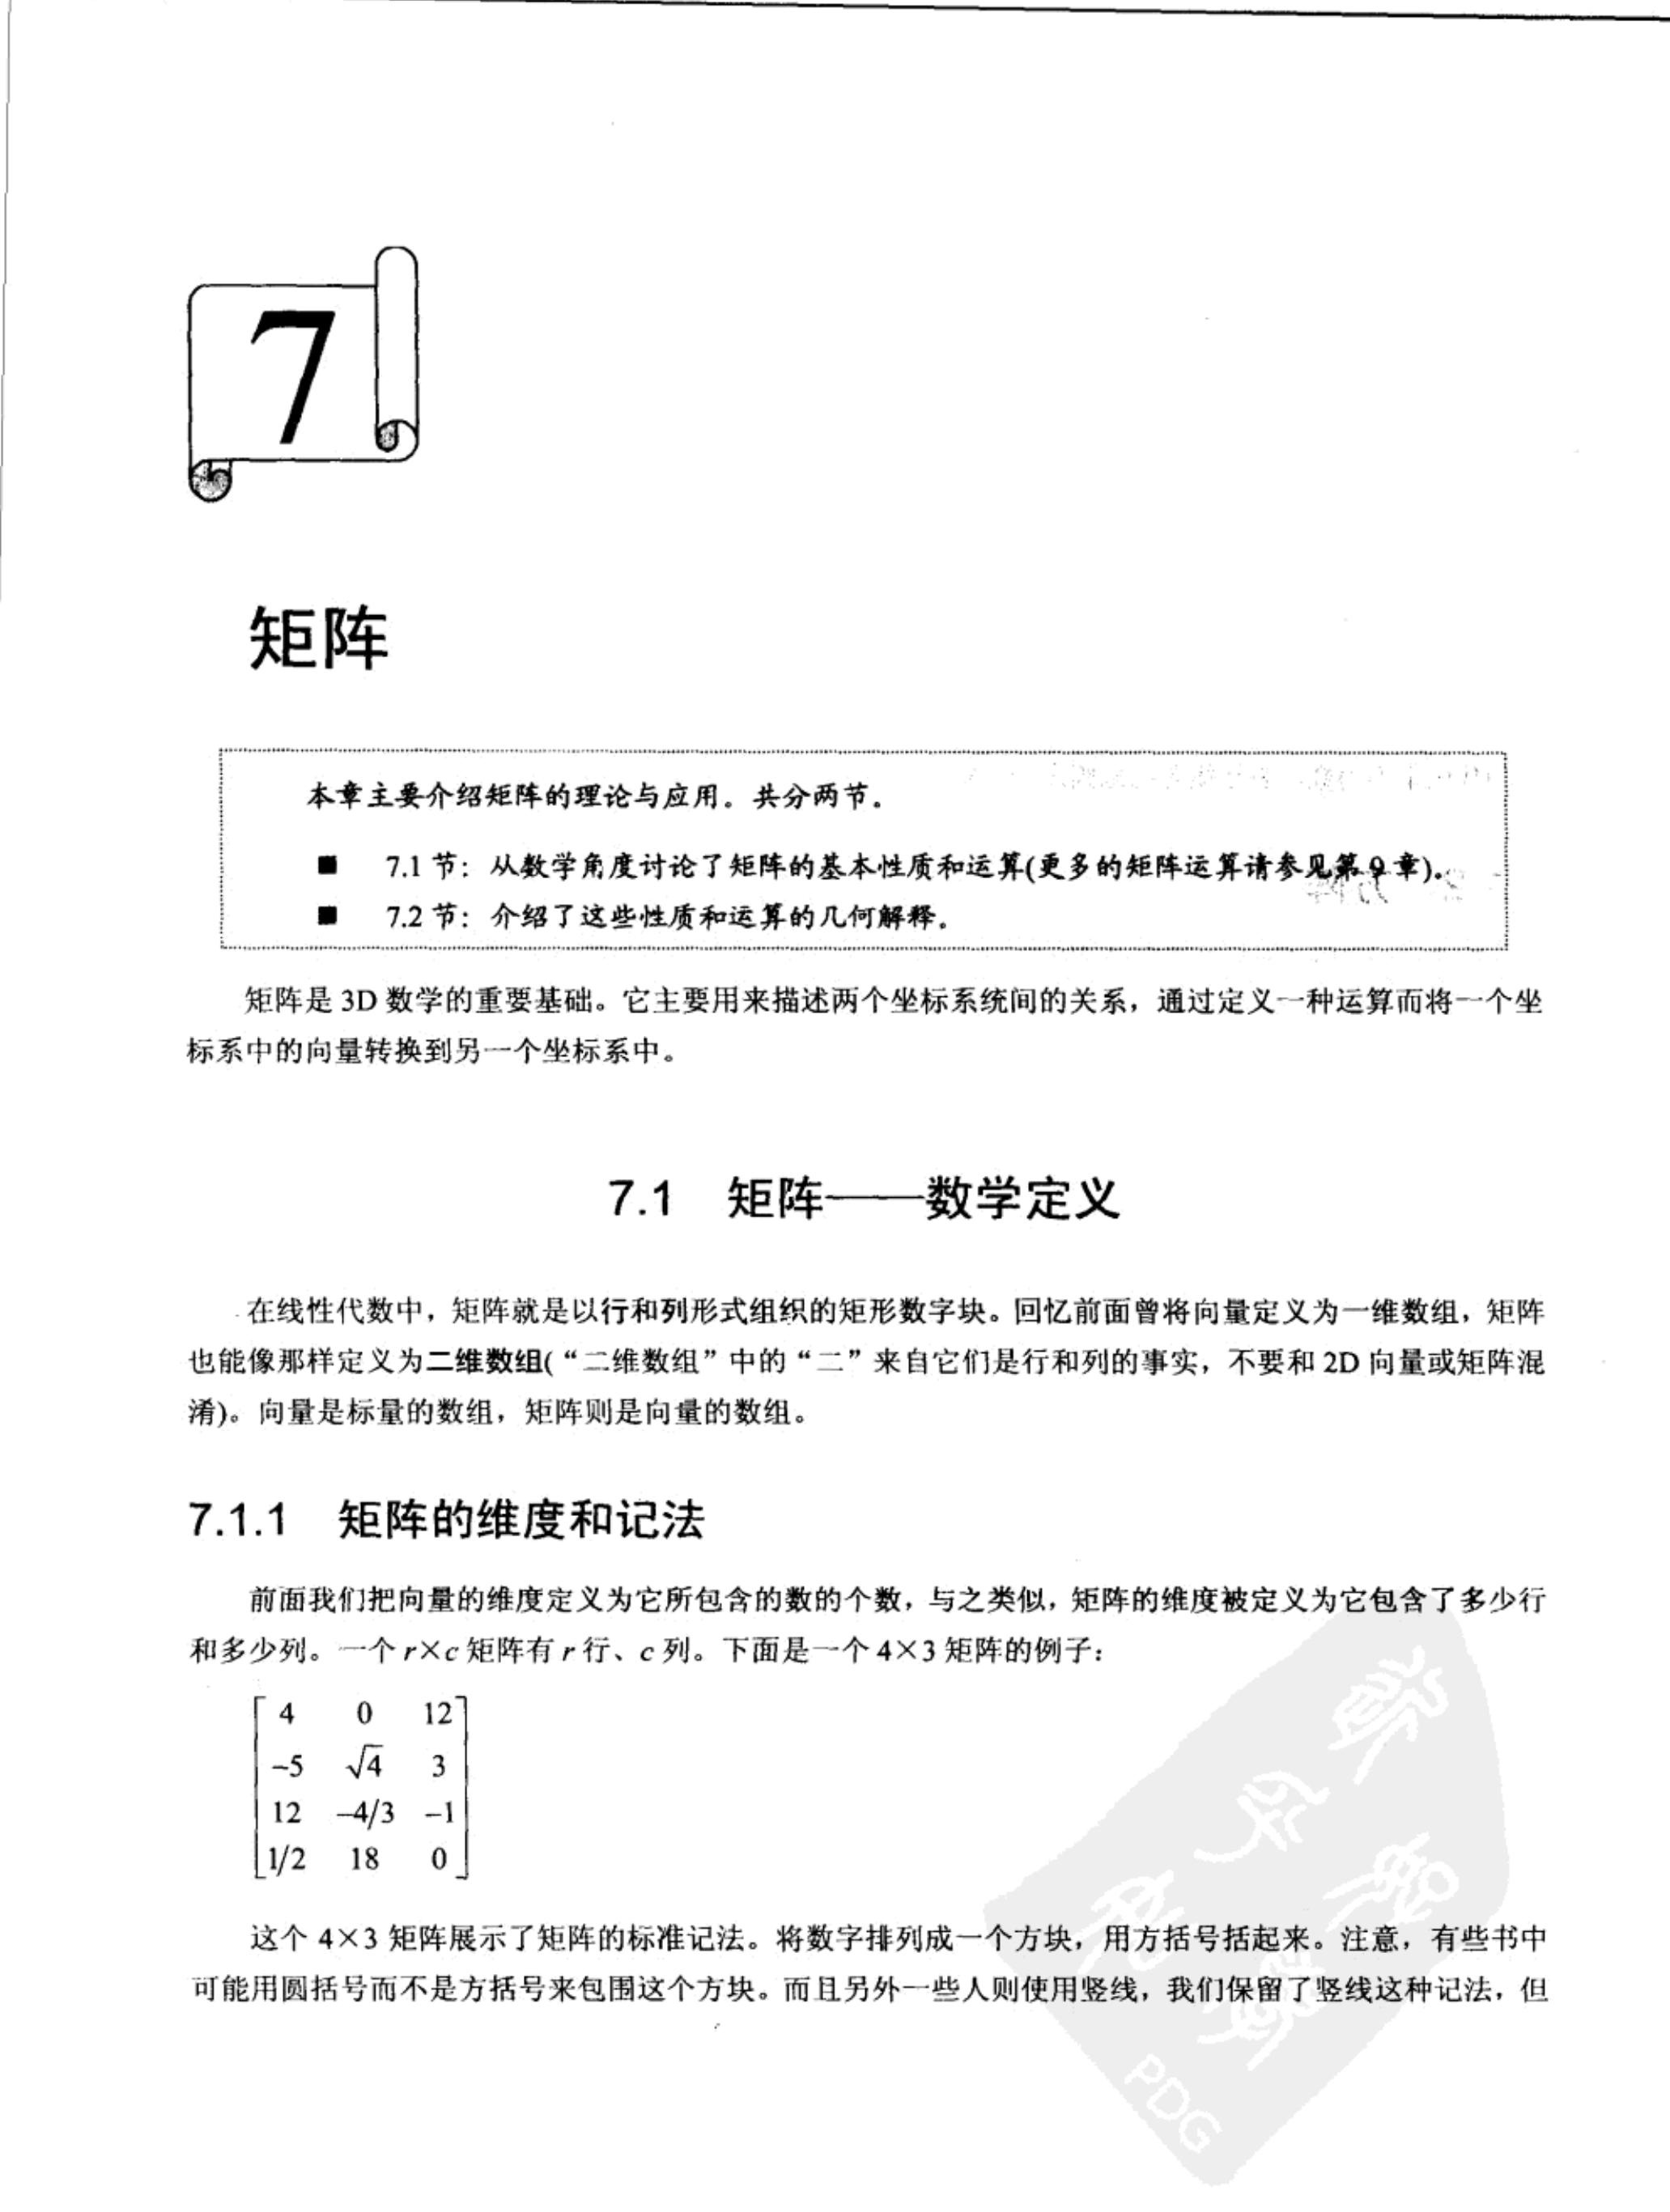 7
矩阵
本章主要介绍矩阵的理论与应用。共分两节。
■ 7.1 节：从数学角度讨论了矩阵的基本性质和运算(更多的矩阵运算请参见第 9 章)。
■ 7.2 节：介绍了这些性质和运算的几何解释。
矩阵是 3D 数学的重要基础。它主要用来描述两个坐标系统间的关系，通过定义一种运算而将一个坐
标系中的向量转换到另一个坐标系中。
7.1 矩阵——数学定义
在线性代数中，矩阵就是以行和列形式组织的矩形数字块。回忆前面曾将向量定义为一维数组，矩阵
也能像那样定义为二维数组(“二维数组”中的“二”来自它们是行和列的事实，不要和 2D 向量或矩阵混
淆)。向量是标量的数组，矩阵则是向量的数组。
7.1.1 矩阵的维度和记法
前面我们把向量的维度定义为它所包含的数的个数，与之类似，矩阵的维度被定义为它包含了多少行
和多少列。一个 r×c 矩阵有 r 行、c 列。下面是一个 4×3 矩阵的例子：
4 0 12
-5 √4 3
12 -4/3 -1
1/2 18 0
这个 4×3 矩阵展示了矩阵的标准记法。将数字排列成一个方块，用方括号括起来。注意，有些书中
可能用圆括号而不是方括号来包围这个方块。而且另外一些人则使用竖线，我们保留了竖线这种记法，但
PDG